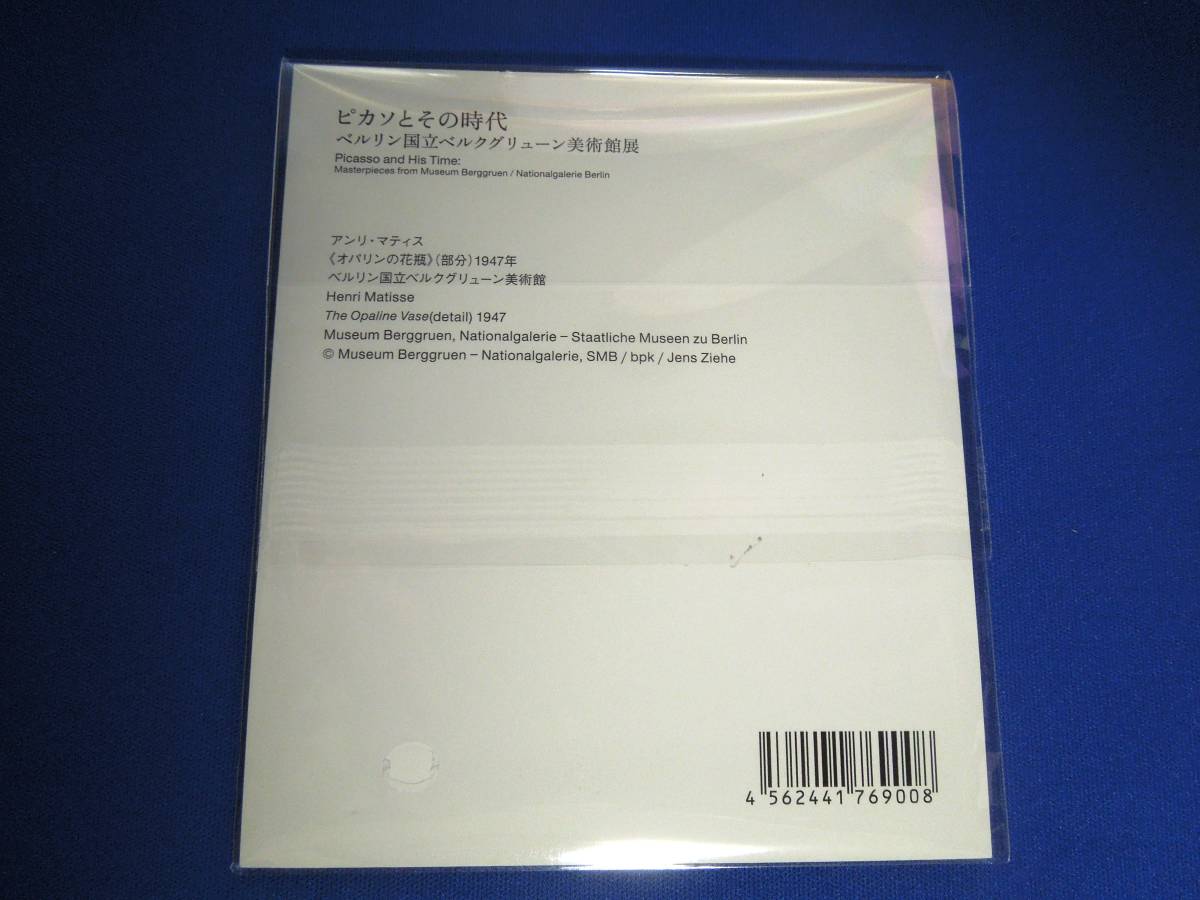 ピカソとその時代
ベルリン国立ベルクグリューン美術館展
Picasso and His Time:
Masterpieces from Museum Berggruen / Nationalgalerie Berlin
アンリ・マティス
《オパリンの花瓶》(部分)1947年
ベルリン国立ベルクグリューン美術館
Henri Matisse
The Opaline Vase(detail) 1947
Museum Berggruen, Nationalgalerie – Staatliche Museen zu Berlin
© Museum Berggruen – Nationalgalerie, SMB / bpk / Jens Ziehe
4 562441 769008